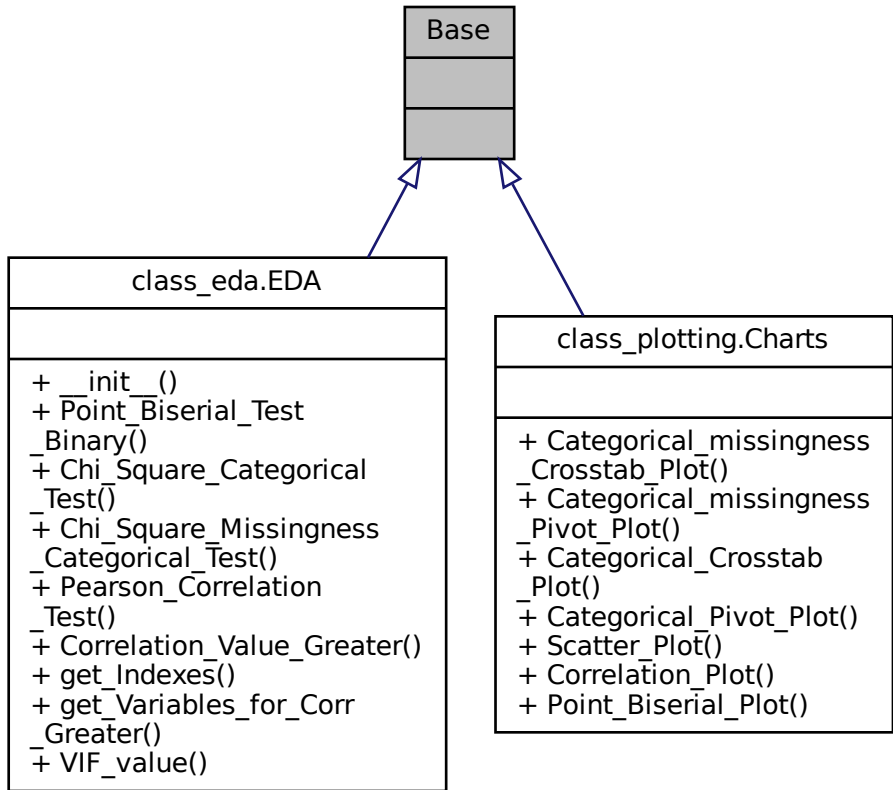 Base
class_eda.EDA
+ __init__()
+ Point_Biserial_Test
_Binary()
+ Chi_Square_Categorical
_Test()
+ Chi_Square_Missingness
_Categorical_Test()
+ Pearson_Correlation
_Test()
+ Correlation_Value_Greater()
+ get_Indexes()
+ get_Variables_for_Corr
_Greater()
+ VIF_value()
class_plotting.Charts
+ Categorical_missingness
_Crosstab_Plot()
+ Categorical_missingness
_Pivot_Plot()
+ Categorical_Crosstab
_Plot()
+ Categorical_Pivot_Plot()
+ Scatter_Plot()
+ Correlation_Plot()
+ Point_Biserial_Plot()